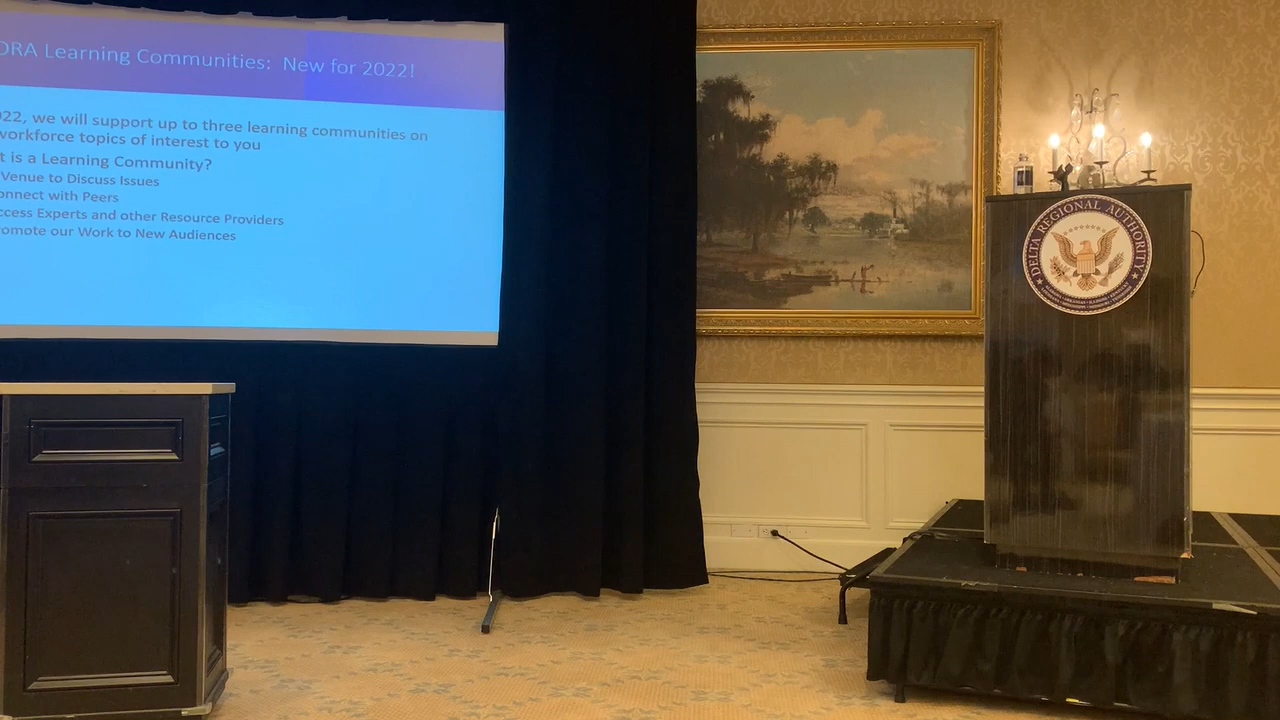 DRA Learning Communities: New for 2022!
022, we will support up to three learning communities on
workforce topics of interest to you
t is a Learning Community?
Venue to Discuss Issues
onnect with Peers
ccess Experts and other Resource Providers
romote our Work to New Audiences
DELTA REGIONAL AUTHORITY